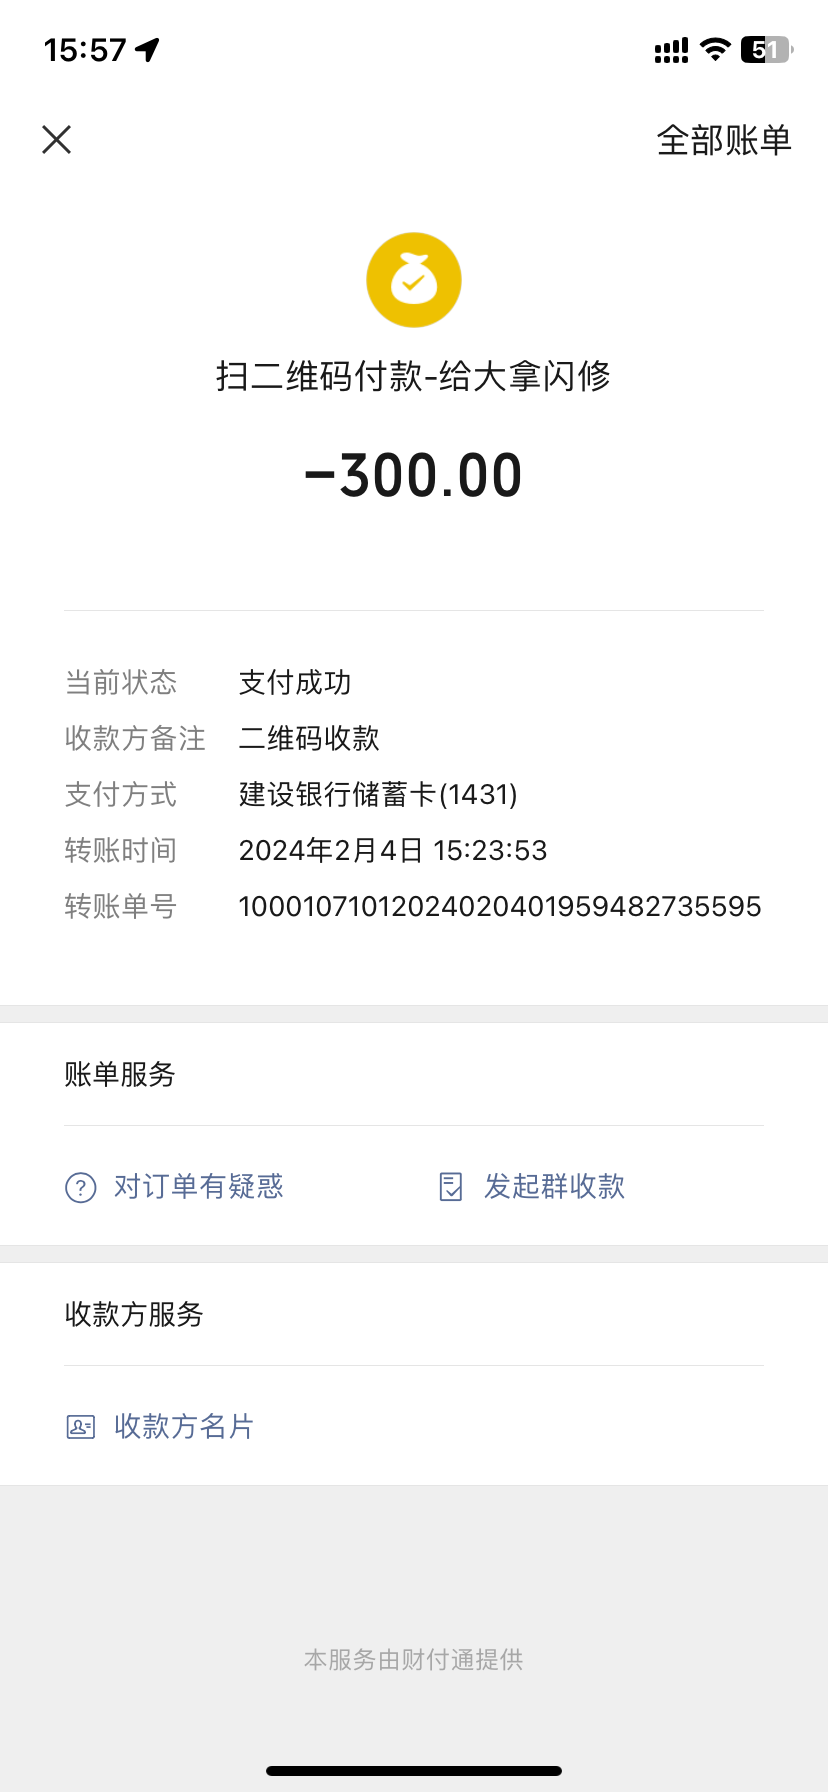 15:57
51
全部账单
扫二维码付款-给大拿闪修
-300.00
当前状态 支付成功
收款方备注 二维码收款
支付方式 建设银行储蓄卡(1431)
转账时间 2024年2月4日 15:23:53
转账单号 1000107101202402040195948273​5595
账单服务
对订单有疑惑 发起群收款
收款方服务
收款方名片
本服务由财付通提供